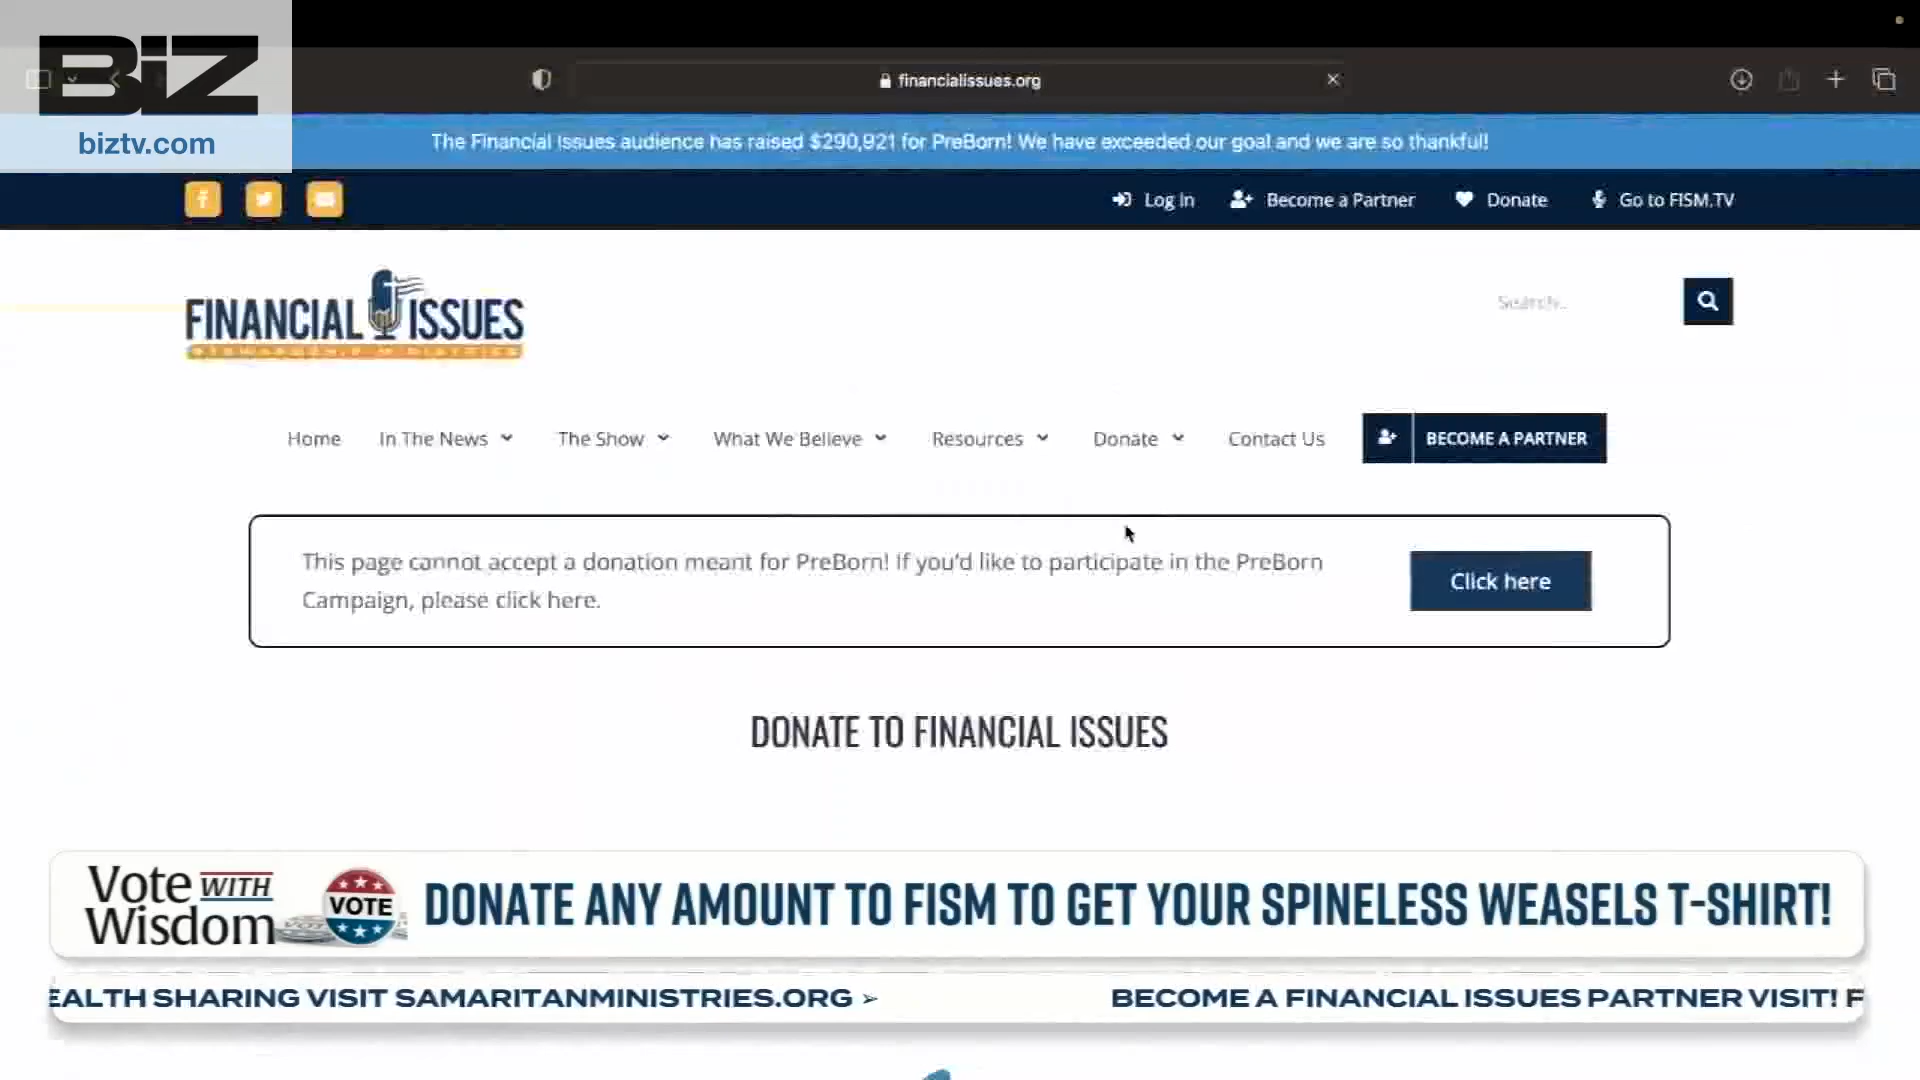 BiZ
biztv.com
financialissues.org
The Financial Issues audience has raised $290,921 for PreBorn! We have exceeded our goal and we are so thankful!
Log In
Become a Partner
Donate
Go to FISM.TV
FINANCIAL ISSUES
STEWARDSHIP MINISTRIES
Search...
Home
In The News
The Show
What We Believe
Resources
Donate
Contact Us
BECOME A PARTNER
This page cannot accept a donation meant for PreBorn! If you'd like to participate in the PreBorn
Campaign, please click here.
Click here
DONATE TO FINANCIAL ISSUES
Vote WITH
Wisdom
VOTE
DONATE ANY AMOUNT TO FISM TO GET YOUR SPINELESS WEASELS T-SHIRT!
EALTH SHARING VISIT SAMARITANMINISTRIES.ORG ➢
BECOME A FINANCIAL ISSUES PARTNER VISIT! F